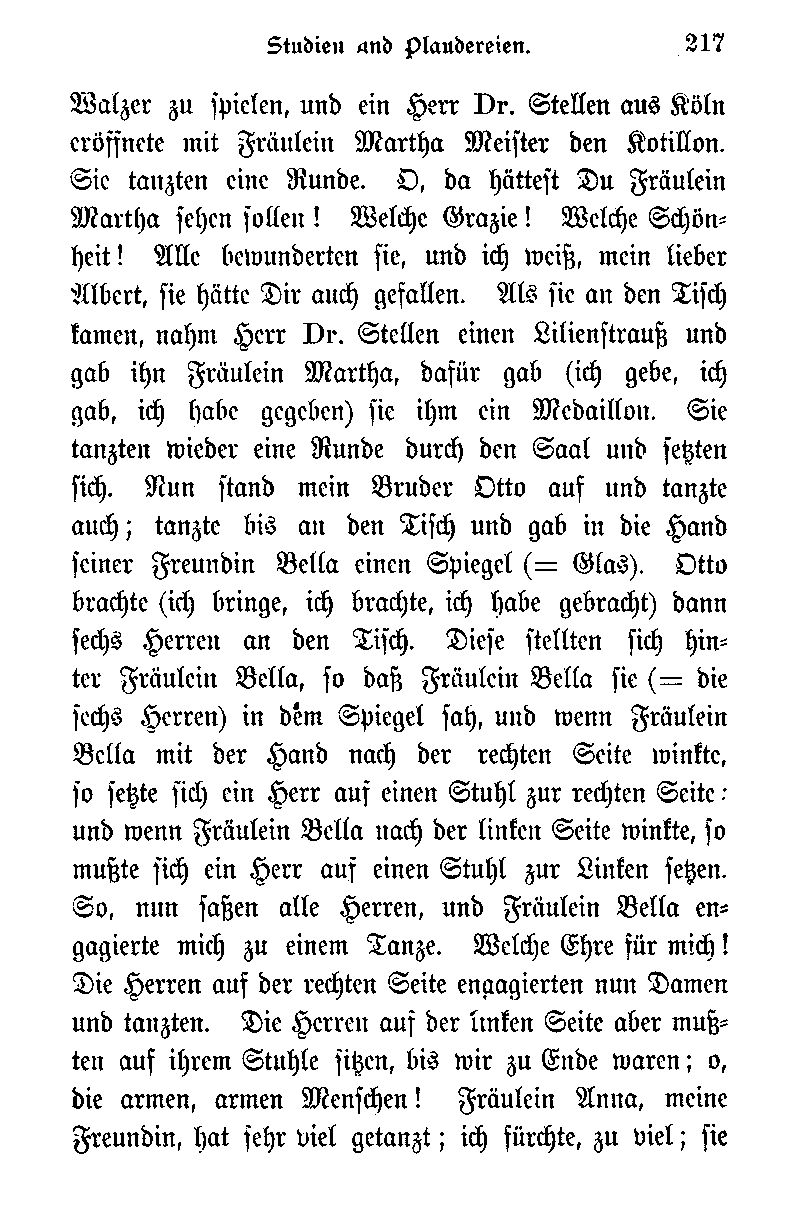 Studien und Plaudereien. 217
Walzer zu spielen, und ein Herr Dr. Stellen aus Köln
eröffnete mit Fräulein Martha Meister den Kotillon.
Sie tanzten eine Runde. O, da hättest Du Fräulein
Martha sehen sollen! Welche Grazie! Welche Schön-
heit! Alle bewunderten sie, und ich weiß, mein lieber
Albert, sie hätte Dir auch gefallen. Als sie an den Tisch
kamen, nahm Herr Dr. Stellen einen Lilienstrauß und
gab ihn Fräulein Martha, dafür gab (ich gebe, ich
gab, ich habe gegeben) sie ihm ein Medaillon. Sie
tanzten wieder eine Runde durch den Saal und setzten
sich. Nun stand mein Bruder Otto auf und tanzte
auch; tanzte bis an den Tisch und gab in die Hand
seiner Freundin Bella einen Spiegel (= Glas). Otto
brachte (ich bringe, ich brachte, ich habe gebracht) dann
sechs Herren an den Tisch. Diese stellten sich hin-
ter Fräulein Bella, so daß Fräulein Bella sie (= die
sechs Herren) in dem Spiegel sah, und wenn Fräulein
Bella mit der Hand nach der rechten Seite winkte,
so setzte sich ein Herr auf einen Stuhl zur rechten Seite:
und wenn Fräulein Bella nach der linken Seite winkte, so
mußte sich ein Herr auf einen Stuhl zur Linken setzen.
So, nun saßen alle Herren, und Fräulein Bella en-
gagierte mich zu einem Tanze. Welche Ehre für mich!
Die Herren auf der rechten Seite engagierten nun Damen
und tanzten. Die Herren auf der linken Seite aber muß-
ten auf ihrem Stuhle sitzen, bis wir zu Ende waren; o,
die armen, armen Menschen! Fräulein Anna, meine
Freundin, hat sehr viel getanzt; ich fürchte, zu viel; sie